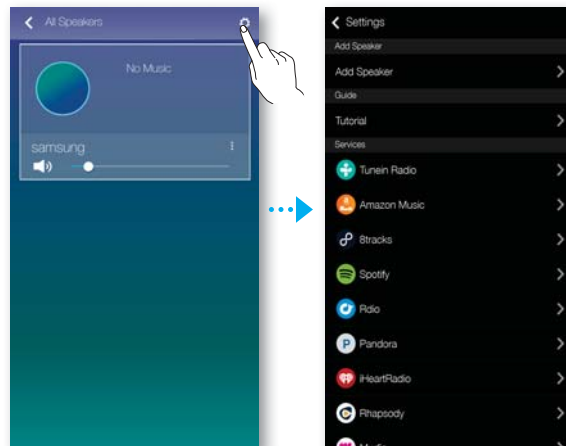 All Speakers
No Music
samsung
Settings
Add Speaker
Add Speaker
Guide
Tutorial
Services
Tunein Radio
Amazon Music
8tracks
Spotify
Rdio
P Pandora
iHeartRadio
Rhapsody